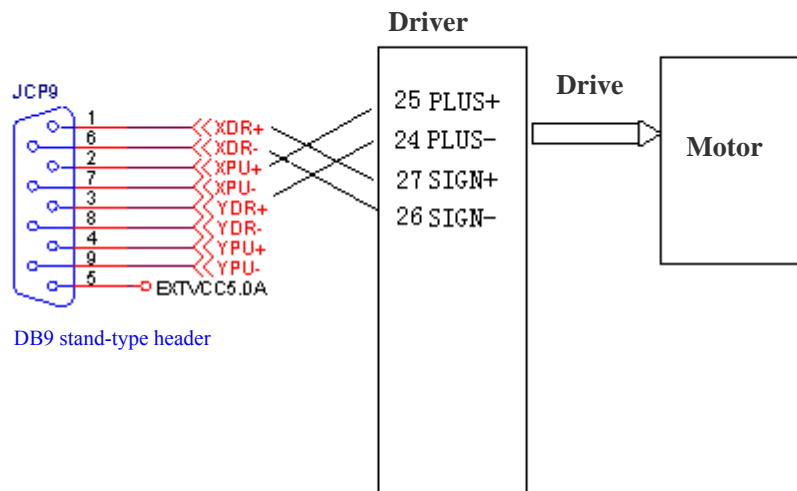 Driver
JCP9
1 XDR+
6 XDR-
2 XPU+
7 XPU-
3 YDR+
8 YDR-
4 YPU+
9 YPU-
5 EXTVCC5.0A
DB9 stand-type header
25 PLUS+
24 PLUS-
27 SIGN+
26 SIGN-
Drive
Motor